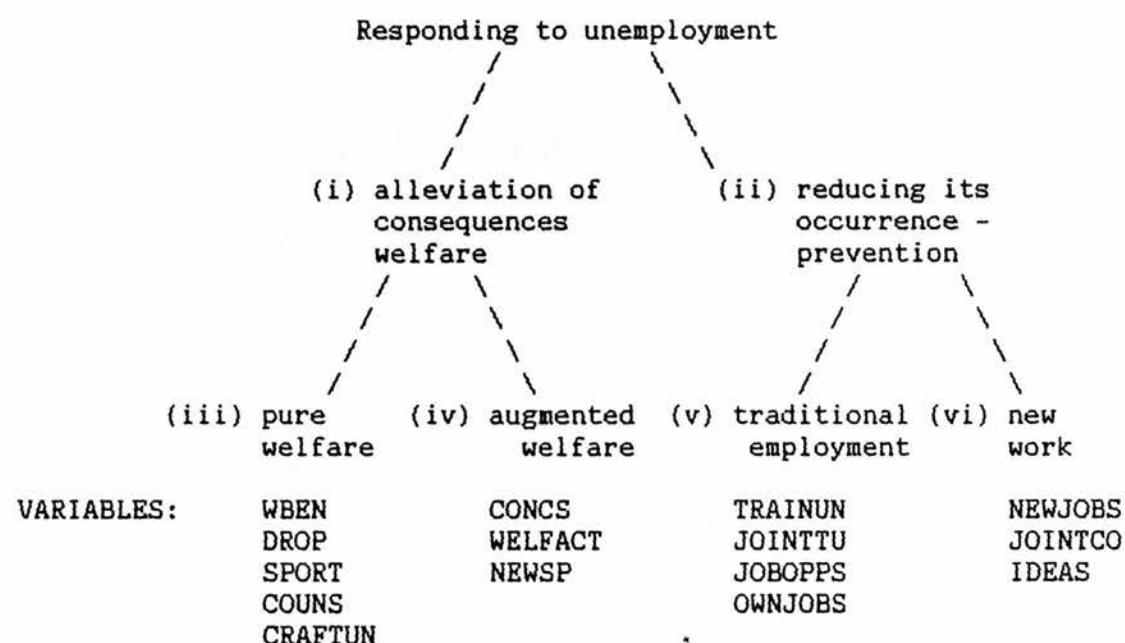 Responding to unemployment
(i) alleviation of (ii) reducing its
consequences occurrence -
welfare prevention
(iii) pure (iv) augmented (v) traditional (vi) new
welfare welfare employment work
VARIABLES: WBEN CONCS TRAINUN NEWJOBS
DROP WELFACT JOINTTU JOINTCO
SPORT NEWSP JOBOPPS IDEAS
COUNS OWNJOBS
CRAFTUN